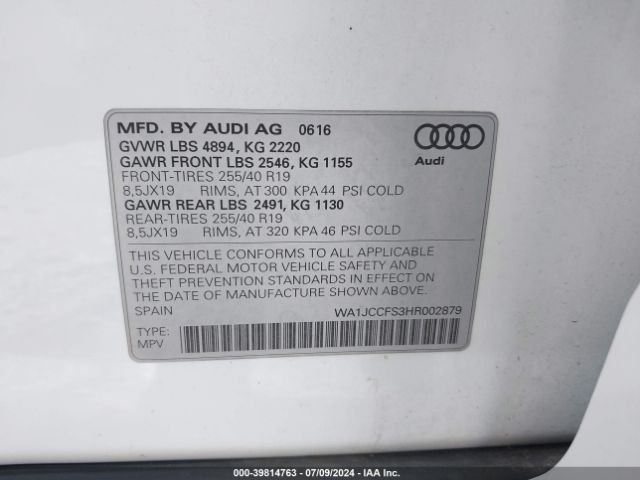 MFD. BY AUDI AG 0616
GVWR LBS 4894, KG 2220
GAWR FRONT LBS 2546, KG 1155
FRONT-TIRES 255/40 R19
8,5JX19 RIMS, AT 300 KPA 44 PSI COLD
GAWR REAR LBS 2491, KG 1130
REAR-TIRES 255/40 R19
8,5JX19 RIMS, AT 320 KPA 46 PSI COLD
Audi
THIS VEHICLE CONFORMS TO ALL APPLICABLE
U.S. FEDERAL MOTOR VEHICLE SAFETY AND
THEFT PREVENTION STANDARDS IN EFFECT ON
THE DATE OF MANUFACTURE SHOWN ABOVE.
SPAIN WA1JCCFS3HR002879
TYPE:
MPV
000-39814763 - 07/09/2024 - IAA Inc.